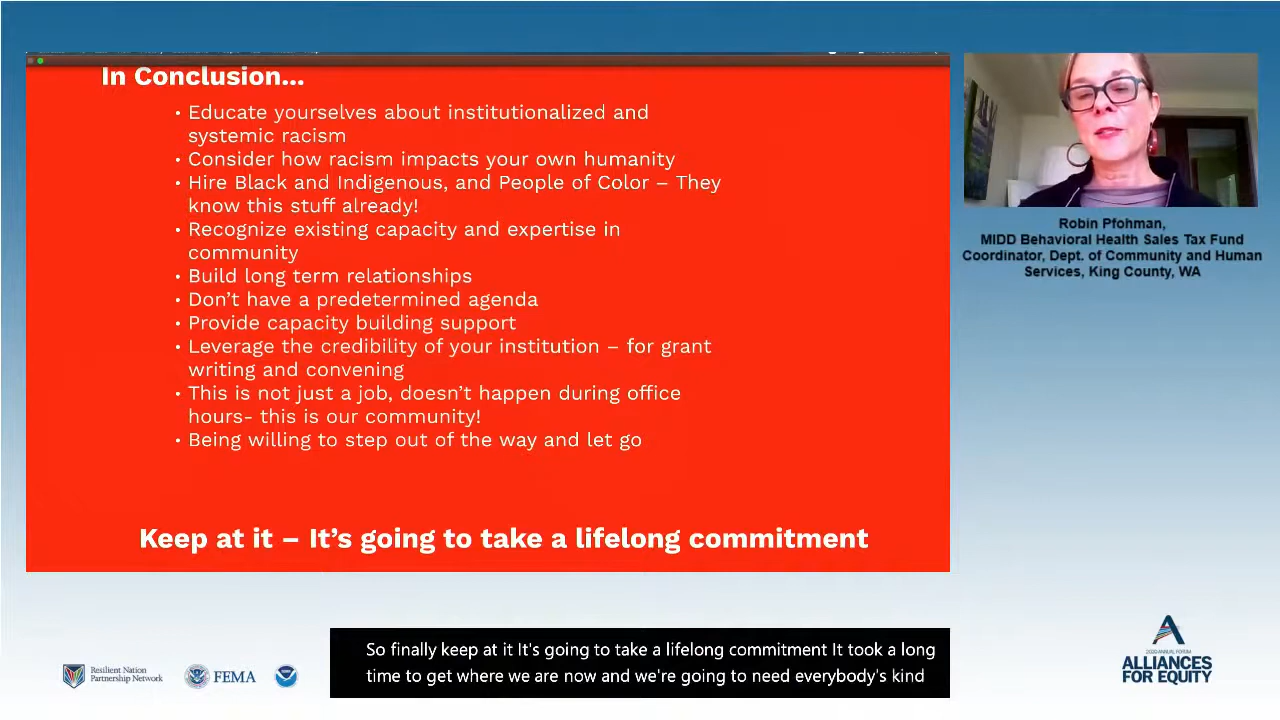 In Conclusion...
• Educate yourselves about institutionalized and
systemic racism
• Consider how racism impacts your own humanity
• Hire Black and Indigenous, and People of Color – They
know this stuff already!
• Recognize existing capacity and expertise in
community
• Build long term relationships
• Don’t have a predetermined agenda
• Provide capacity building support
• Leverage the credibility of your institution – for grant
writing and convening
• This is not just a job, doesn’t happen during office
hours- this is our community!
• Being willing to step out of the way and let go
Keep at it – It’s going to take a lifelong commitment
Robin Pfohman,
MIDD Behavioral Health Sales Tax Fund
Coordinator, Dept. of Community and Human
Services, King County, WA
So finally keep at it It's going to take a lifelong commitment It took a long
time to get where we are now and we're going to need everybody's kind
Resilient Nation
Partnership Network
FEMA
2020 ANNUAL FORUM
ALLIANCES
FOR EQUITY